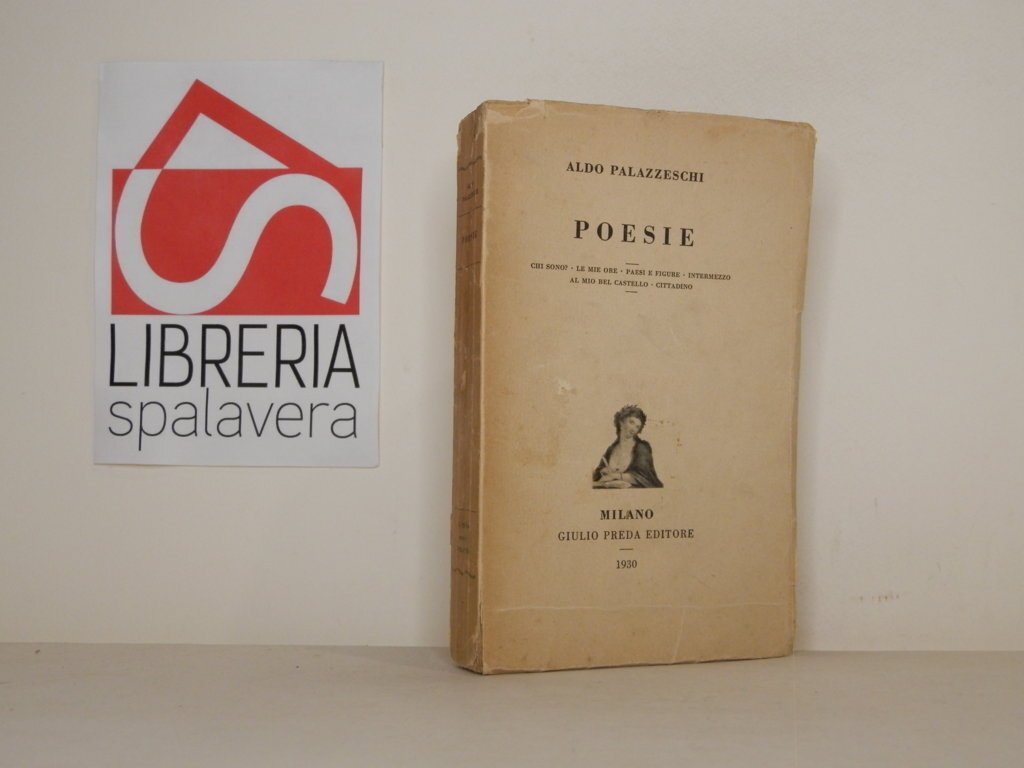 LIBRERIA
spalavera
ALDO PALAZZESCHI
POESIE
CHI SONO? - LE MIE ORE - PAESI E FIGURE - INTERMEZZO
AL MIO BEL CASTELLO - CITTADINO
MILANO
GIULIO PREDA EDITORE
1930